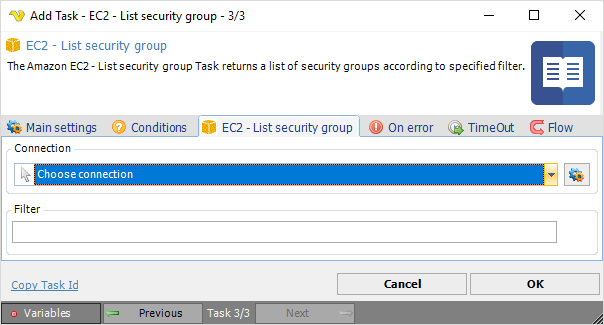 Add Task - EC2 - List security group - 3/3
EC2 - List security group
The Amazon EC2 - List security group Task returns a list of security groups according to specified filter.
Main settings Conditions EC2 - List security group On error TimeOut Flow
Connection
Choose connection
Filter
Copy Task Id Cancel OK
Variables Previous Task 3/3 Next